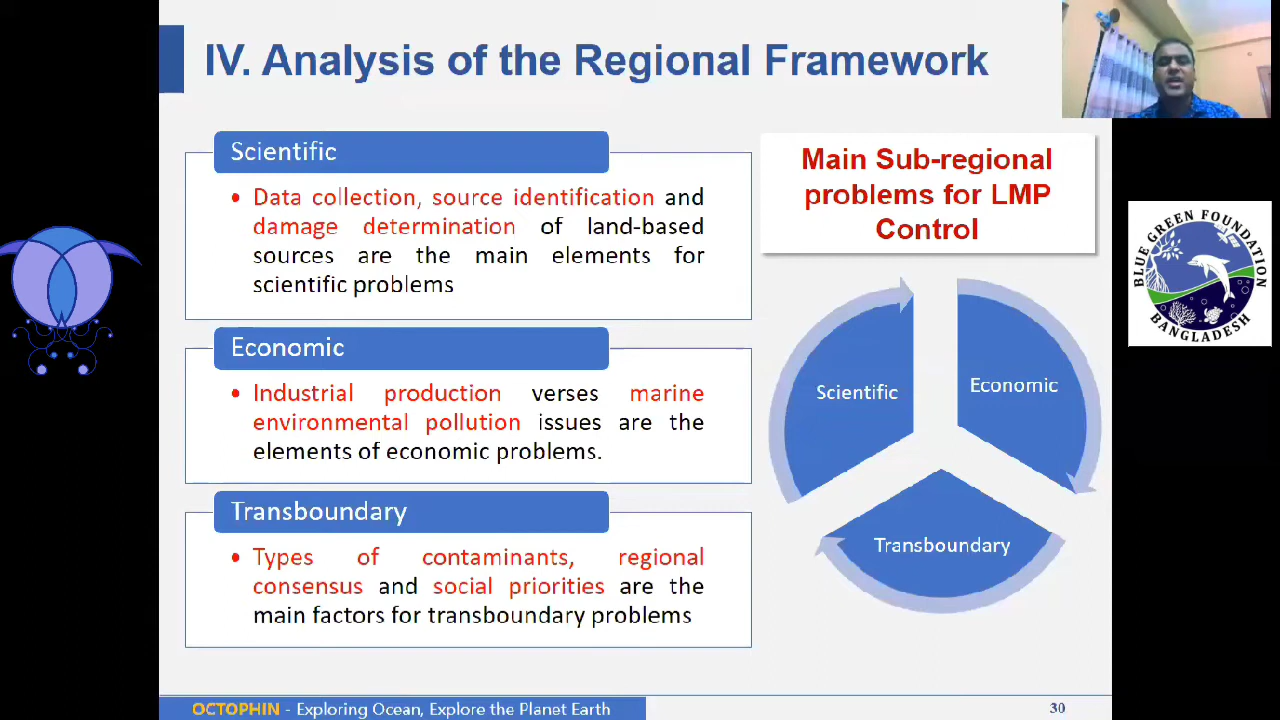 IV. Analysis of the Regional Framework
Scientific
• Data collection, source identification and
damage determination of land-based
sources are the main elements for
scientific problems
Economic
• Industrial production verses marine
environmental pollution issues are the
elements of economic problems.
Transboundary
• Types of contaminants, regional
consensus and social priorities are the
main factors for transboundary problems
Main Sub-regional
problems for LMP
Control
Scientific
Economic
Transboundary
BLUE GREEN FOUNDATION
BANGLADESH
OCTOPHIN - Exploring Ocean, Explore the Planet Earth
30